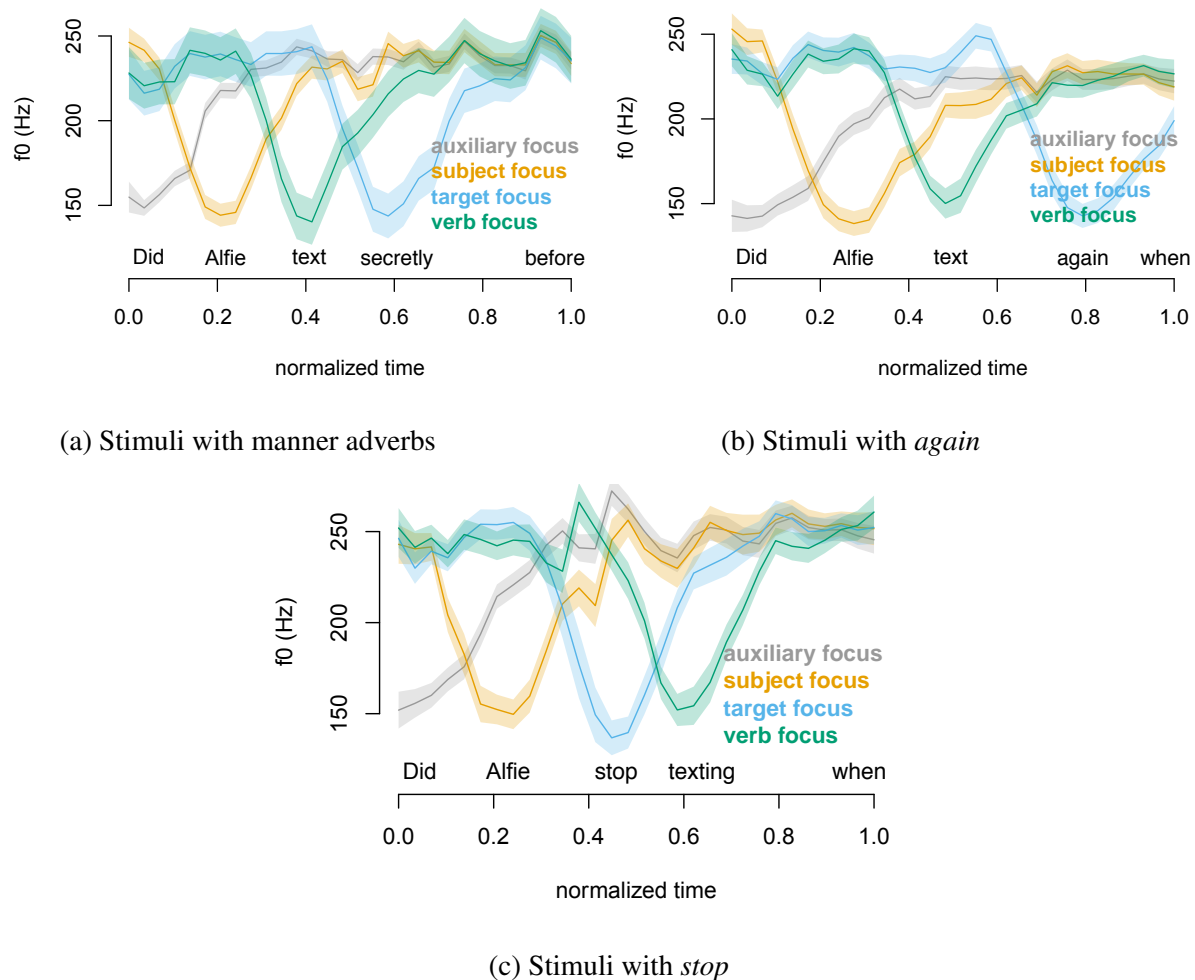 f0 (Hz)
250
200
150
auxiliary focus
subject focus
target focus
verb focus
Did Alfie text secretly before
0.0 0.2 0.4 0.6 0.8 1.0
normalized time
(a) Stimuli with manner adverbs
f0 (Hz)
250
200
150
auxiliary focus
subject focus
target focus
verb focus
Did Alfie text again when
0.0 0.2 0.4 0.6 0.8 1.0
normalized time
(b) Stimuli with again
f0 (Hz)
250
200
150
auxiliary focus
subject focus
target focus
verb focus
Did Alfie stop texting when
0.0 0.2 0.4 0.6 0.8 1.0
normalized time
(c) Stimuli with stop